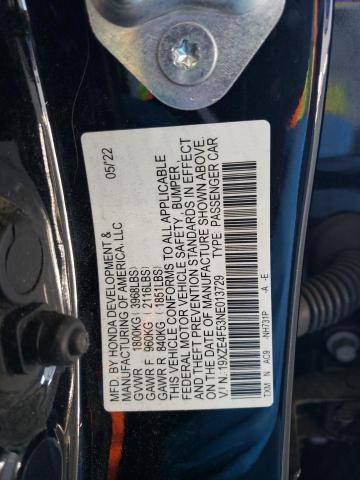 MFD. BY HONDA DEVELOPMENT & 05/22
MANUFACTURING OF AMERICA, LLC
GVWR 1800KG( 3968LBS)
GAWR F 960KG ( 2116LBS)
GAWR R 840KG ( 1851LBS)
THIS VEHICLE CONFORMS TO ALL APPLICABLE
FEDERAL MOTOR VEHICLE SAFETY, BUMPER,
AND THEFT PREVENTION STANDARDS IN EFFECT
ON THE DATE OF MANUFACTURE SHOWN ABOVE.
V.I.N.: 19XZE4F53NE013729 TYPE: PASSENGER CAR
TXM N AC9 -NH731P -A -E